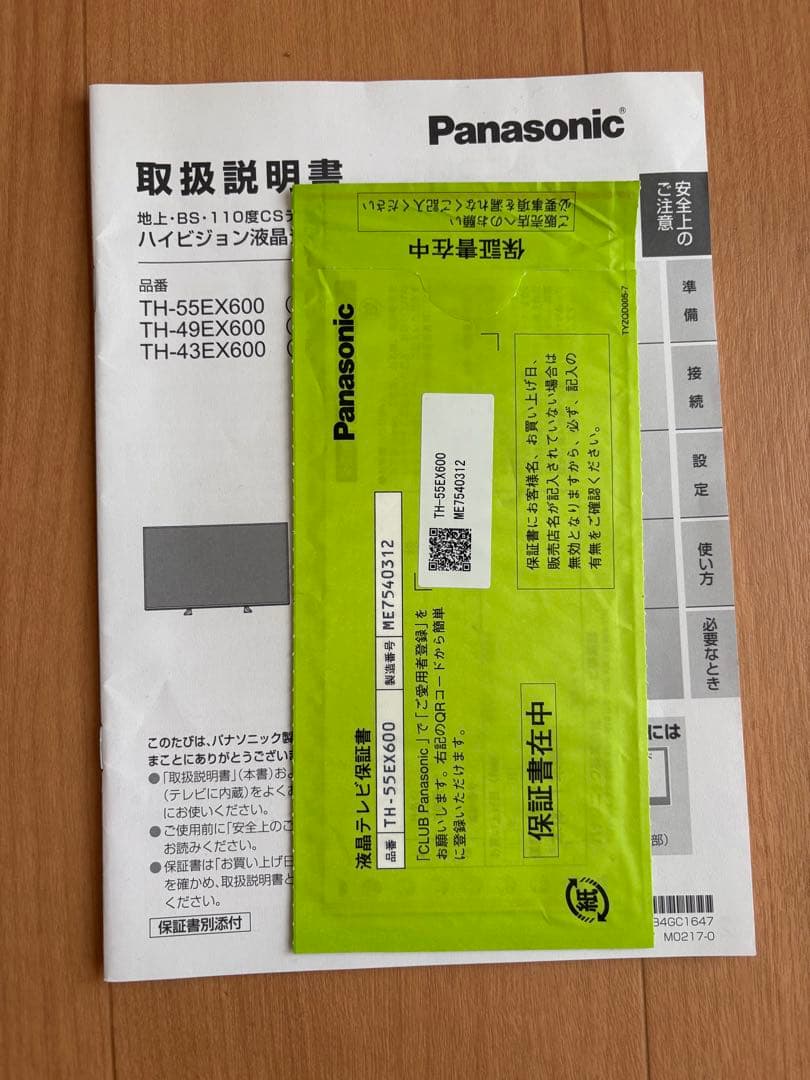 Panasonic®
取扱説明書
地上・BS・110度CSデ
ハイビジョン液晶
品番
TH-55EX600
TH-49EX600
TH-43EX600
安全上の
ご注意
準備
接続
設定
使い方
必要なとき
このたびは、パナソニック製
まことにありがとうござい
●「取扱説明書」(本書)およ
(テレビに内蔵)をよくお
にお使いください。
●ご使用前に「安全上のご
お読みください。
●保証書は「お買い上げ日
を確かめ、取扱説明書と
ください。
保証書別添付
には
部)
B4GC1647
M0217-0
ご販売店へのお願い
必要事項を漏れなくご記入ください
保証書在中
TYZQD005-7
Panasonic
液晶テレビ保証書
品番 TH-55EX600 製造番号 ME7540312
「CLUB Panasonic」で「ご愛用者登録」を
お願いします。右記のQRコードから簡単
に登録いただけます。
TH-55EX600
ME7540312
保証書にお客様名、お買い上げ日、
販売店名が記入されていない場合は
無効となりますから、必ず、記入の
有無をご確認ください。
保証書在中
紙